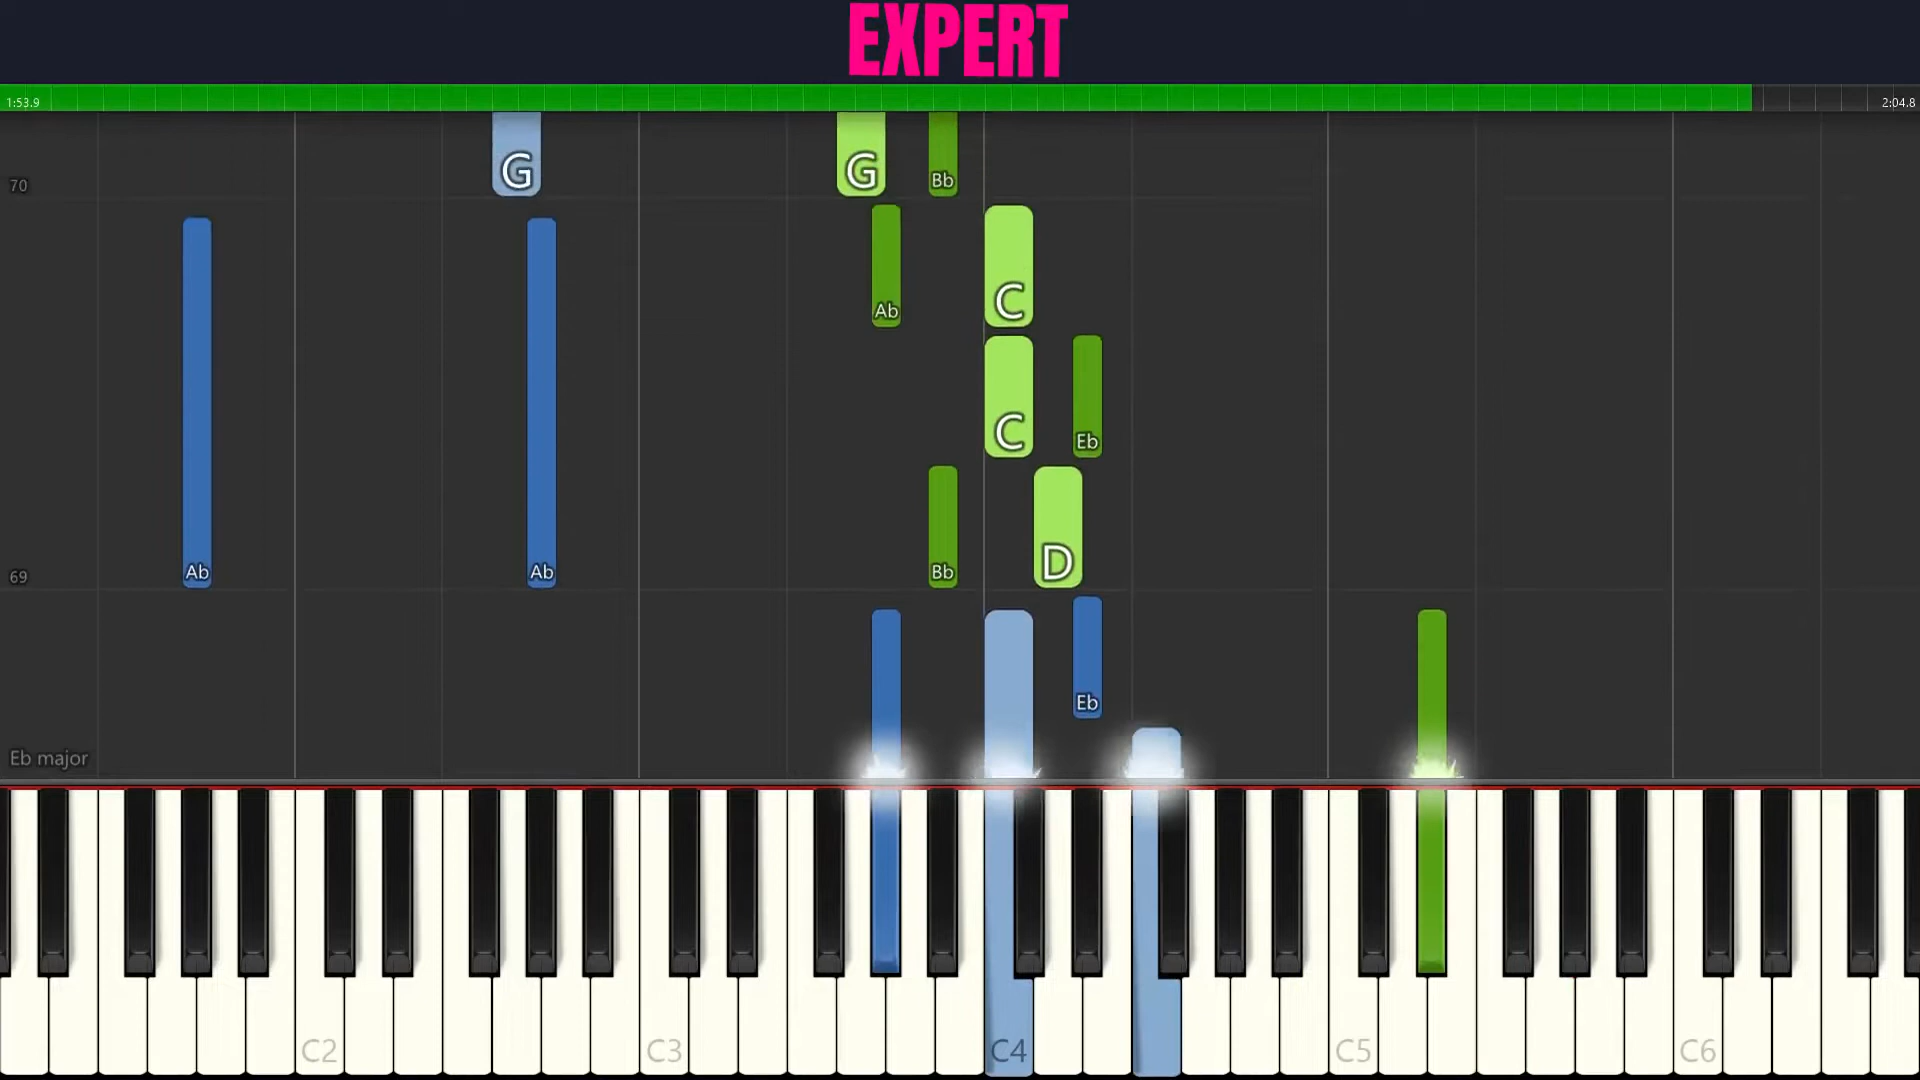 EXPERT
1:53.9 2:04.8
G G Bb
70
Ab C
C Eb
69 Ab Ab Bb D
Eb
Eb major
C2 C3 C4 C5 C6